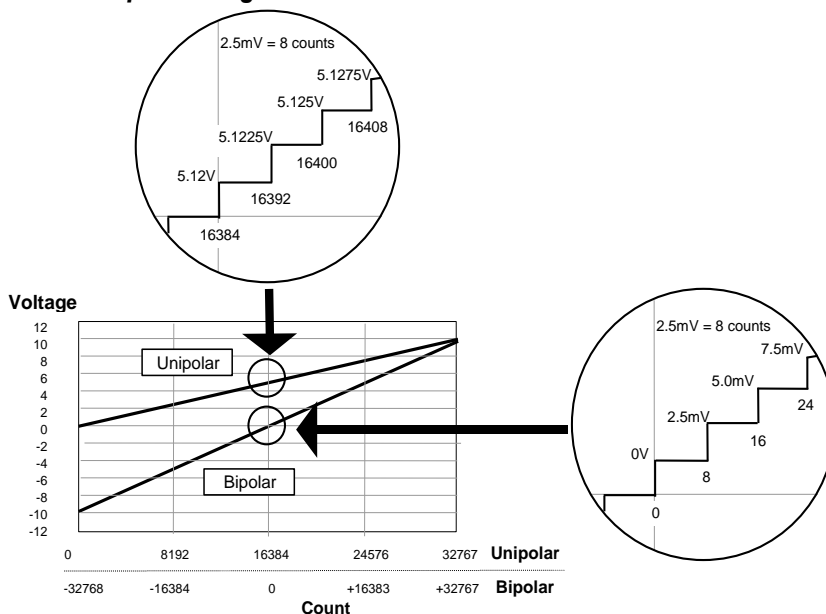 2.5mV = 8 counts
5.1275V
5.125V
16408
5.1225V
16400
5.12V
16392
16384
Voltage
12
10
8
6
4
2
0
-2
-4
-6
-8
-10
-12
Unipolar
Bipolar
2.5mV = 8 counts
7.5mV
5.0mV
24
2.5mV
16
0V
8
0
0 8192 16384 24576 32767 Unipolar
-32768 -16384 0 +16383 +32767 Bipolar
Count